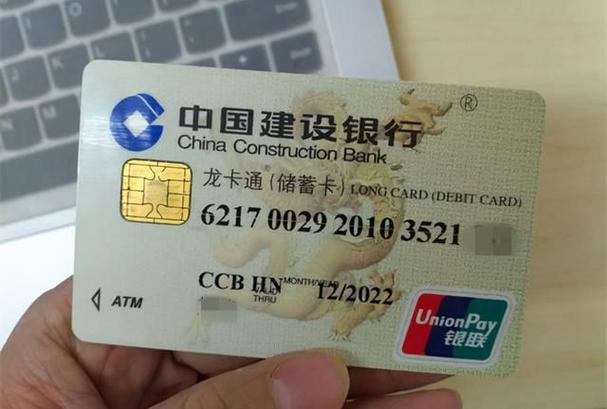 ®
中国建设银行
China Construction Bank
龙卡通(储蓄卡) LONG CARD (DEBIT CARD)
6217 0029 2010 3521
MONTH/YEAR
CCB HN 12/2022
VALID
THRU
ATM
UnionPay
银联